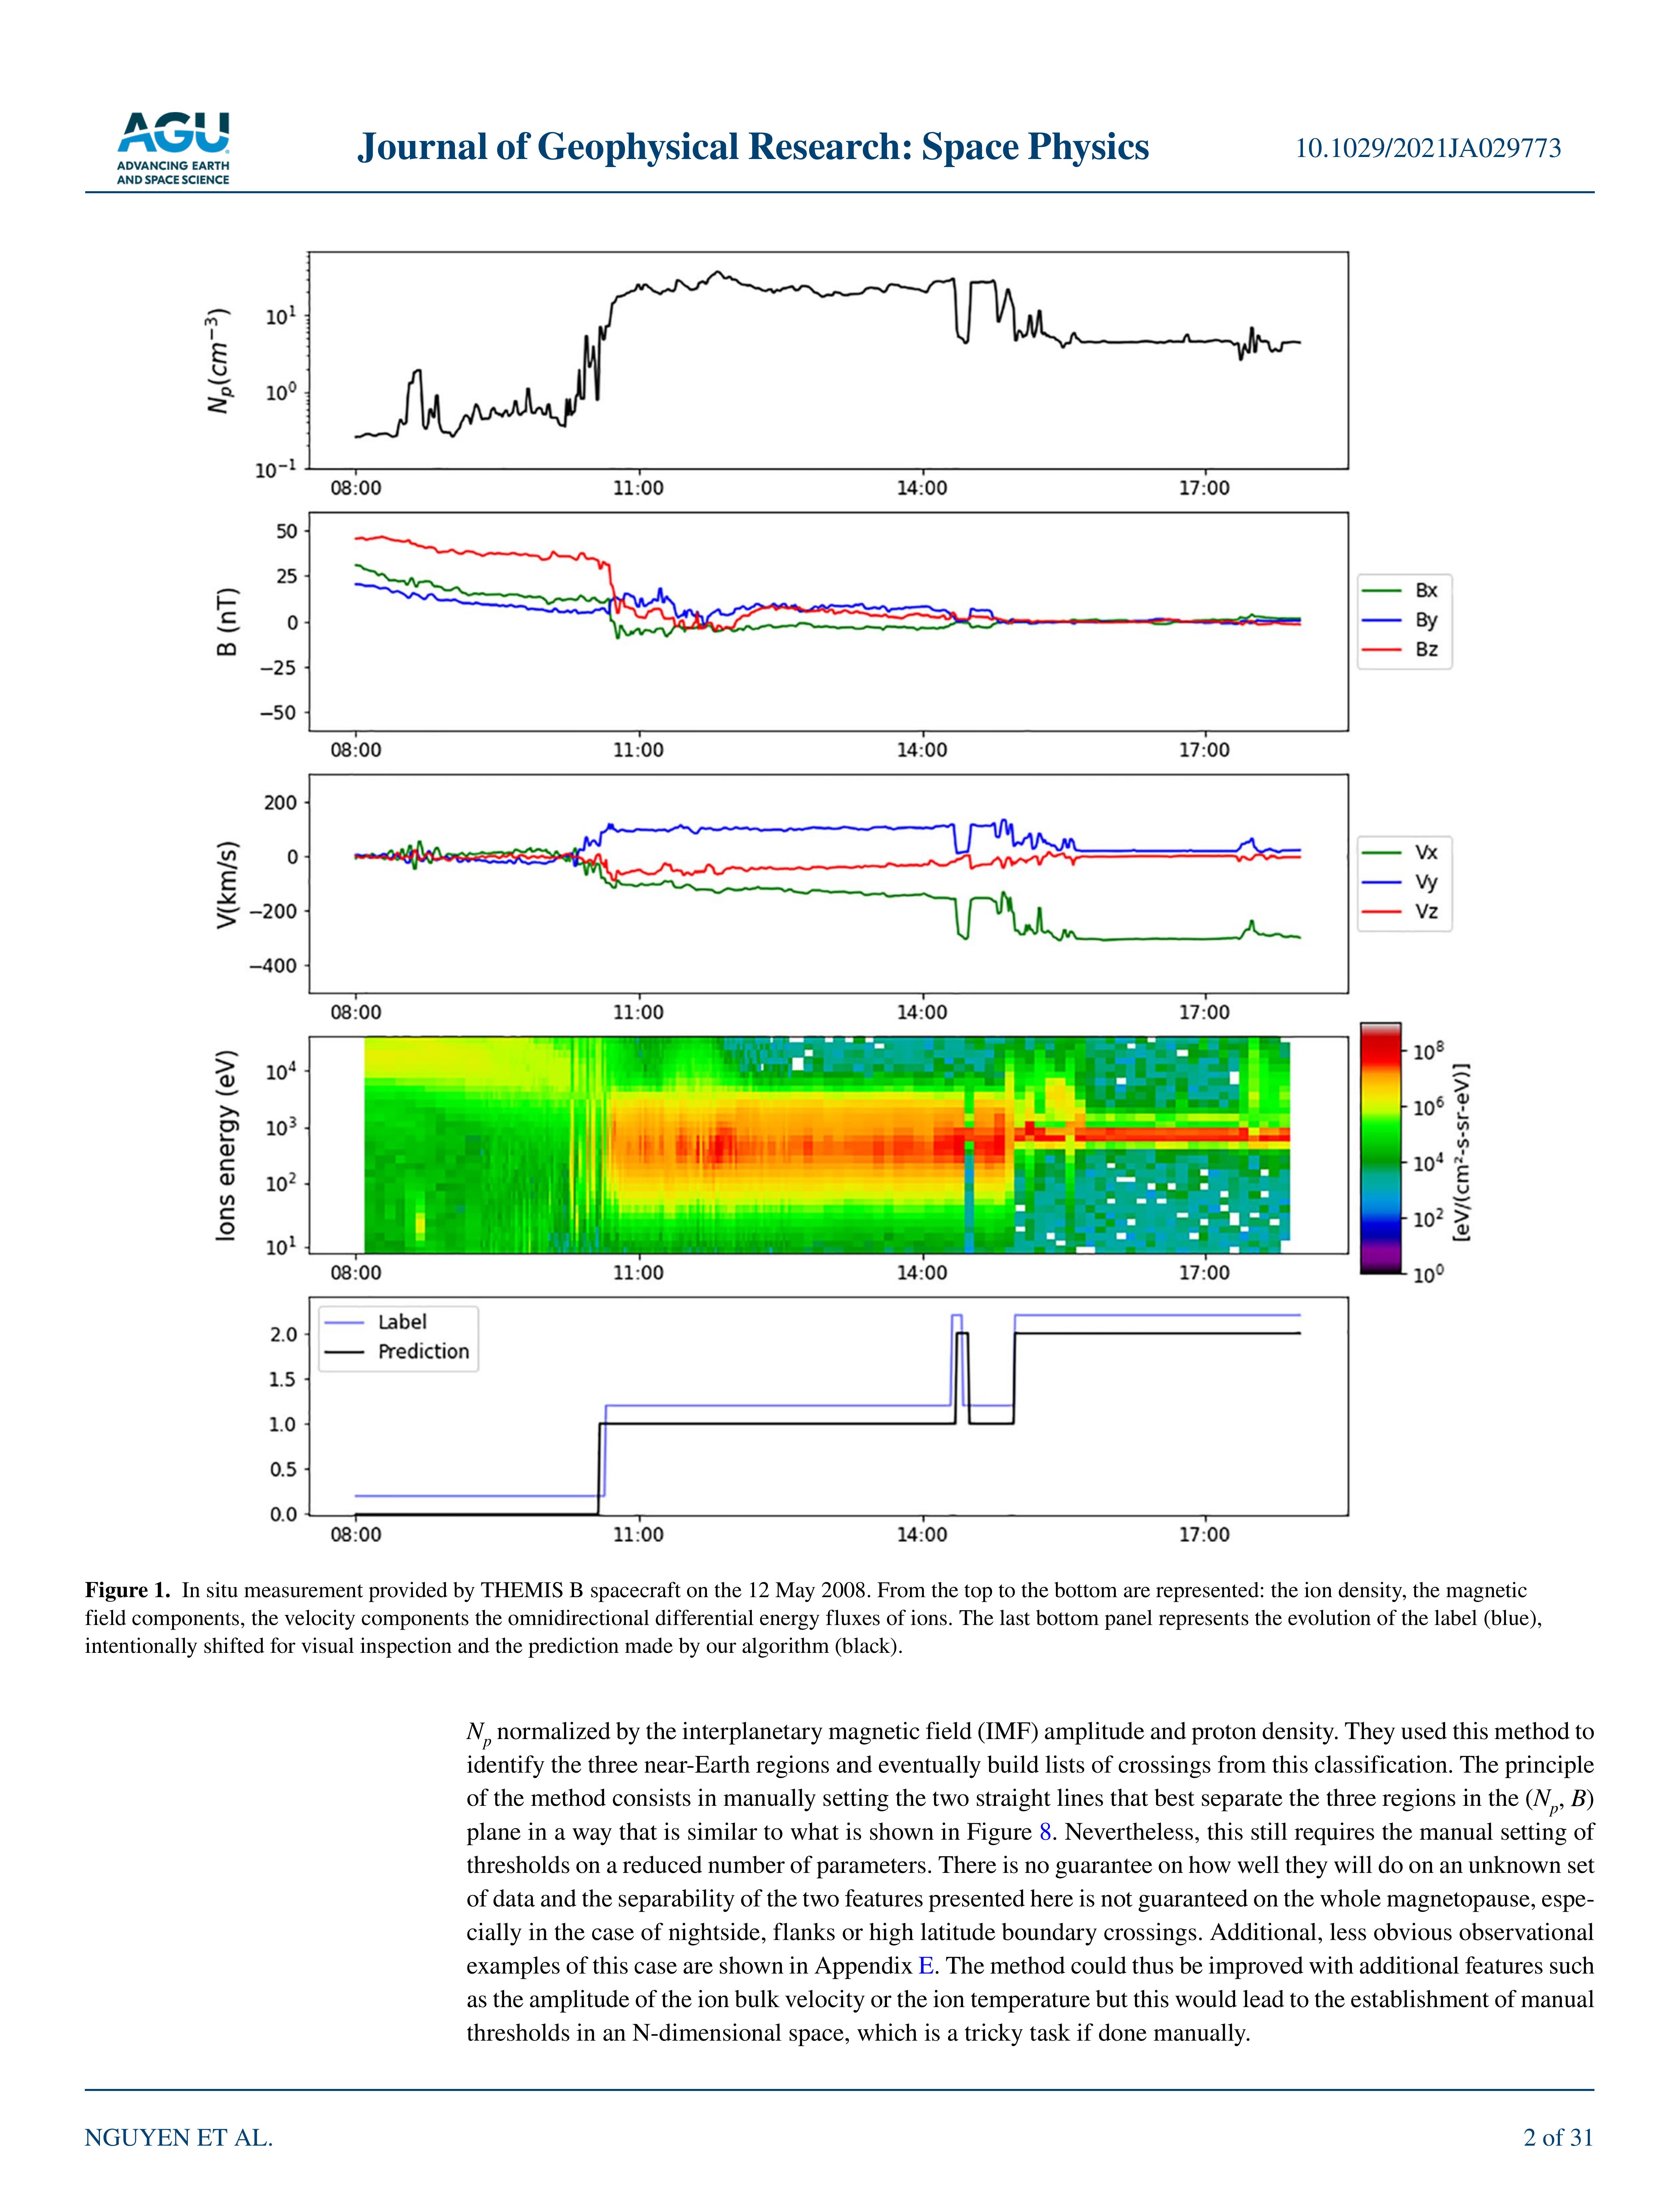 AGU
ADVANCING EARTH
AND SPACE SCIENCE
Journal of Geophysical Research: Space Physics
10.1029/2021JA029773
Np(cm−3)
10¹
10⁰
10−1
08:00 11:00 14:00 17:00
B (nT)
50
25
0
−25
−50
Bx
By
Bz
08:00 11:00 14:00 17:00
V(km/s)
200
0
−200
−400
Vx
Vy
Vz
08:00 11:00 14:00 17:00
Ions energy (eV)
10⁴
10³
10²
10¹
10⁸
10⁶
10⁴
10²
10⁰
[eV/(cm²-s-sr-eV)]
08:00 11:00 14:00 17:00
Label
Prediction
2.0
1.5
1.0
0.5
0.0
08:00 11:00 14:00 17:00
Figure 1. In situ measurement provided by THEMIS B spacecraft on the 12 May 2008. From the top to the bottom are represented: the ion density, the magnetic
field components, the velocity components the omnidirectional differential energy fluxes of ions. The last bottom panel represents the evolution of the label (blue),
intentionally shifted for visual inspection and the prediction made by our algorithm (black).
Np normalized by the interplanetary magnetic field (IMF) amplitude and proton density. They used this method to
identify the three near-Earth regions and eventually build lists of crossings from this classification. The principle
of the method consists in manually setting the two straight lines that best separate the three regions in the (Np, B)
plane in a way that is similar to what is shown in Figure 8. Nevertheless, this still requires the manual setting of
thresholds on a reduced number of parameters. There is no guarantee on how well they will do on an unknown set
of data and the separability of the two features presented here is not guaranteed on the whole magnetopause, espe-
cially in the case of nightside, flanks or high latitude boundary crossings. Additional, less obvious observational
examples of this case are shown in Appendix E. The method could thus be improved with additional features such
as the amplitude of the ion bulk velocity or the ion temperature but this would lead to the establishment of manual
thresholds in an N-dimensional space, which is a tricky task if done manually.
NGUYEN ET AL.
2 of 31